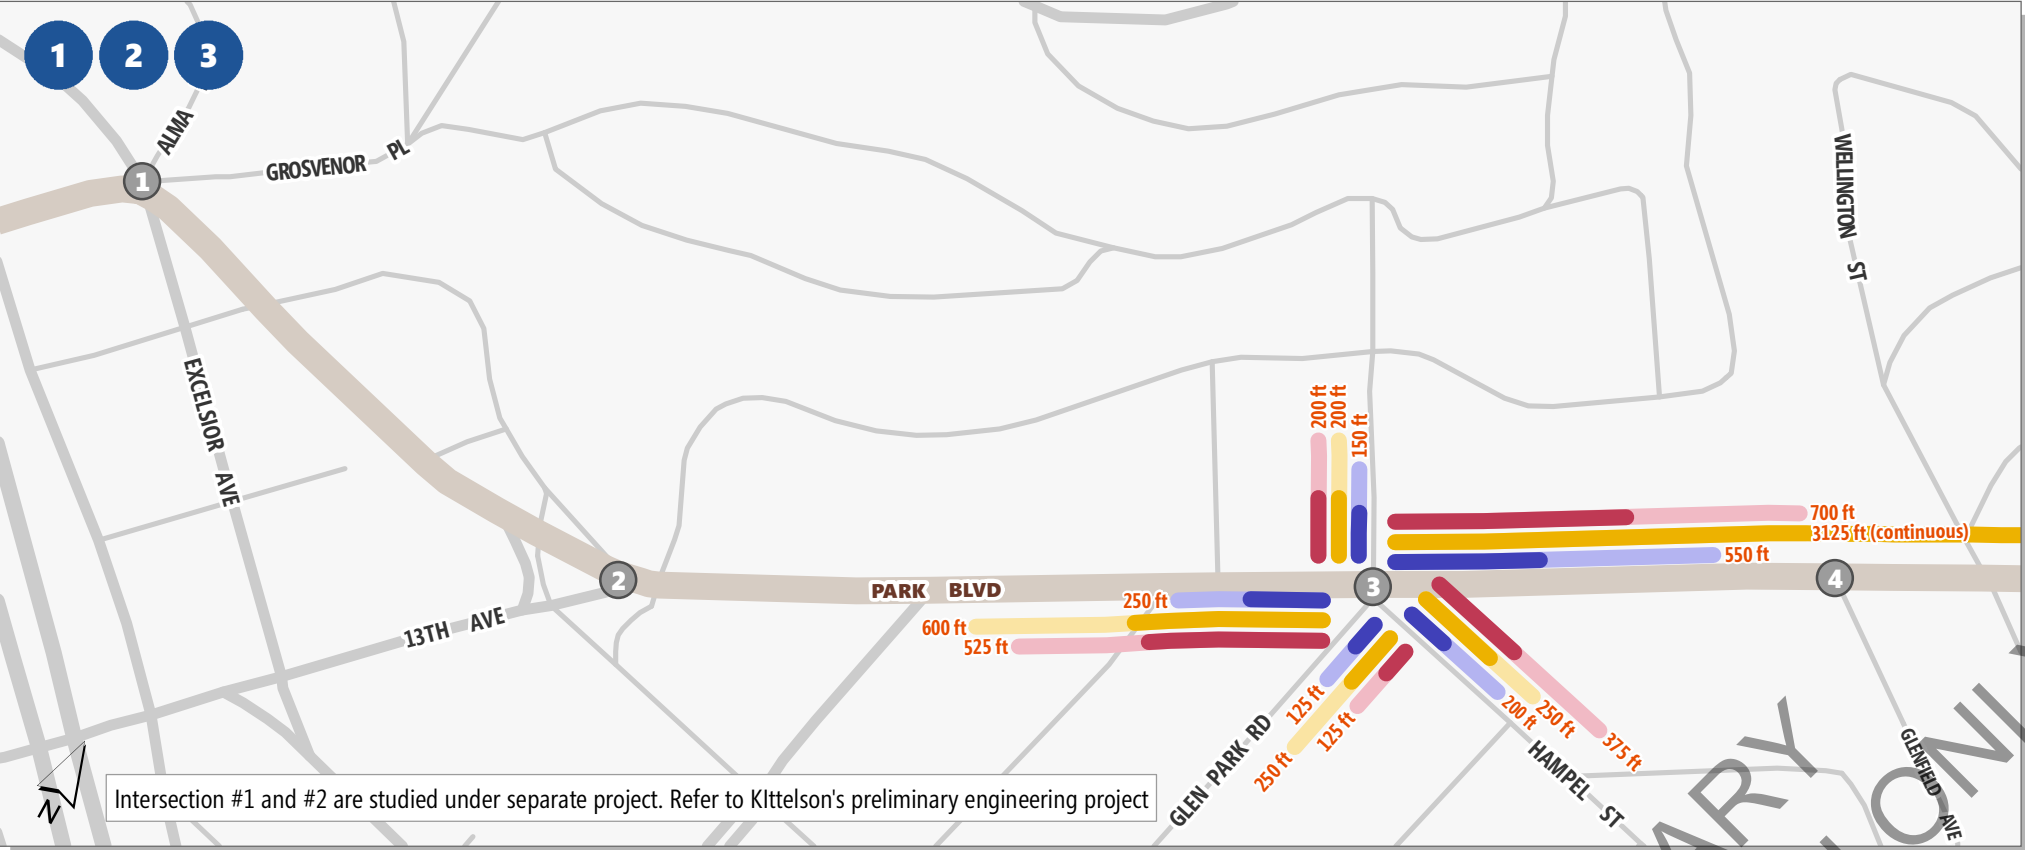 1 2 3
ALMA
GROSVENOR PL
1
WELLINGTON ST
EXCELSIOR AVE
200 ft
200 ft
150 ft
700 ft
3125 ft (continuous)
550 ft
2
PARK BLVD
3
4
250 ft
600 ft
525 ft
13TH AVE
125 ft
250 ft
125 ft
200 ft
250 ft
375 ft
GLEN PARK RD
HAMPEL ST
GLENFIELD AVE
ARY
ONL
N
Intersection #1 and #2 are studied under separate project. Refer to KIttelson's preliminary engineering project